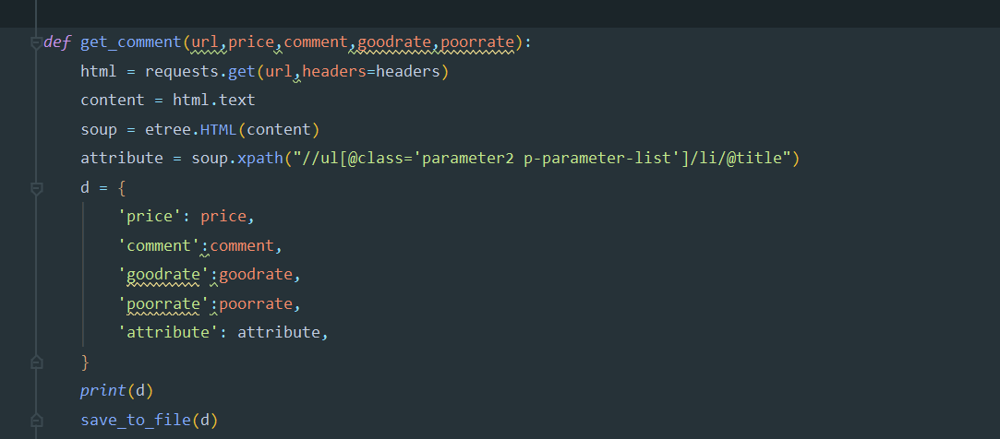 def get_comment(url,price,comment,goodrate,poorrate):
    html = requests.get(url,headers=headers)
    content = html.text
    soup = etree.HTML(content)
    attribute = soup.xpath("//ul[@class='parameter2 p-parameter-list']/li/@title")
    d = {
        'price': price,
        'comment':comment,
        'goodrate':goodrate,
        'poorrate':poorrate,
        'attribute': attribute,
    }
    print(d)
    save_to_file(d)